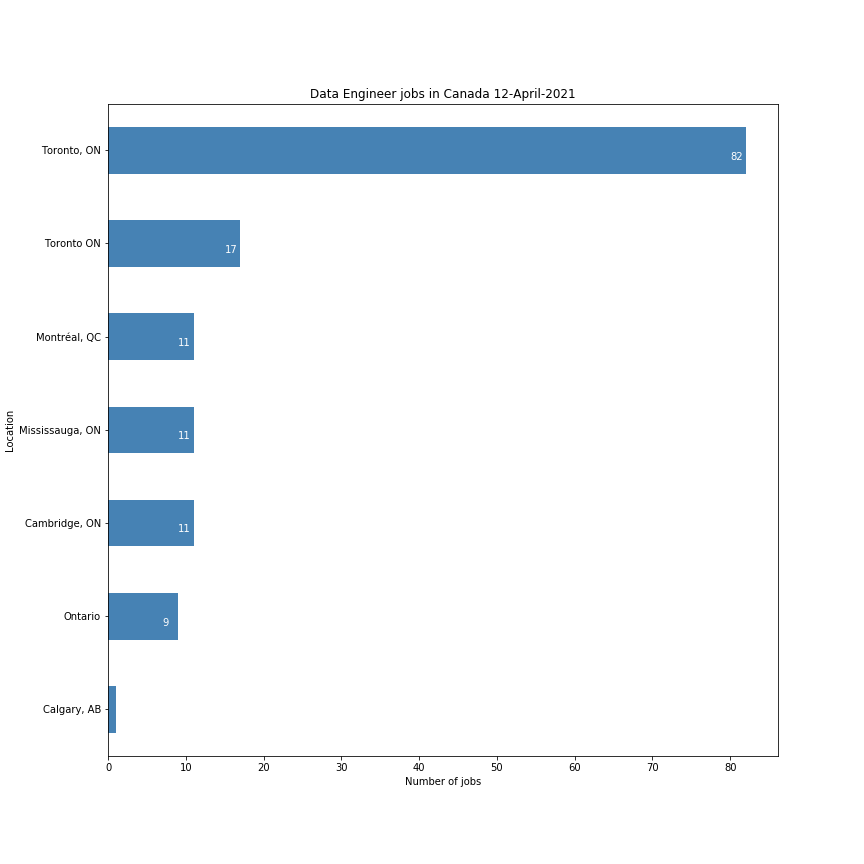 Data Engineer jobs in Canada 12-April-2021
Toronto, ON
82
Toronto ON
17
Montréal, QC
11
Mississauga, ON
11
Cambridge, ON
11
Ontario
9
Calgary, AB
Location
0 10 20 30 40 50 60 70 80
Number of jobs